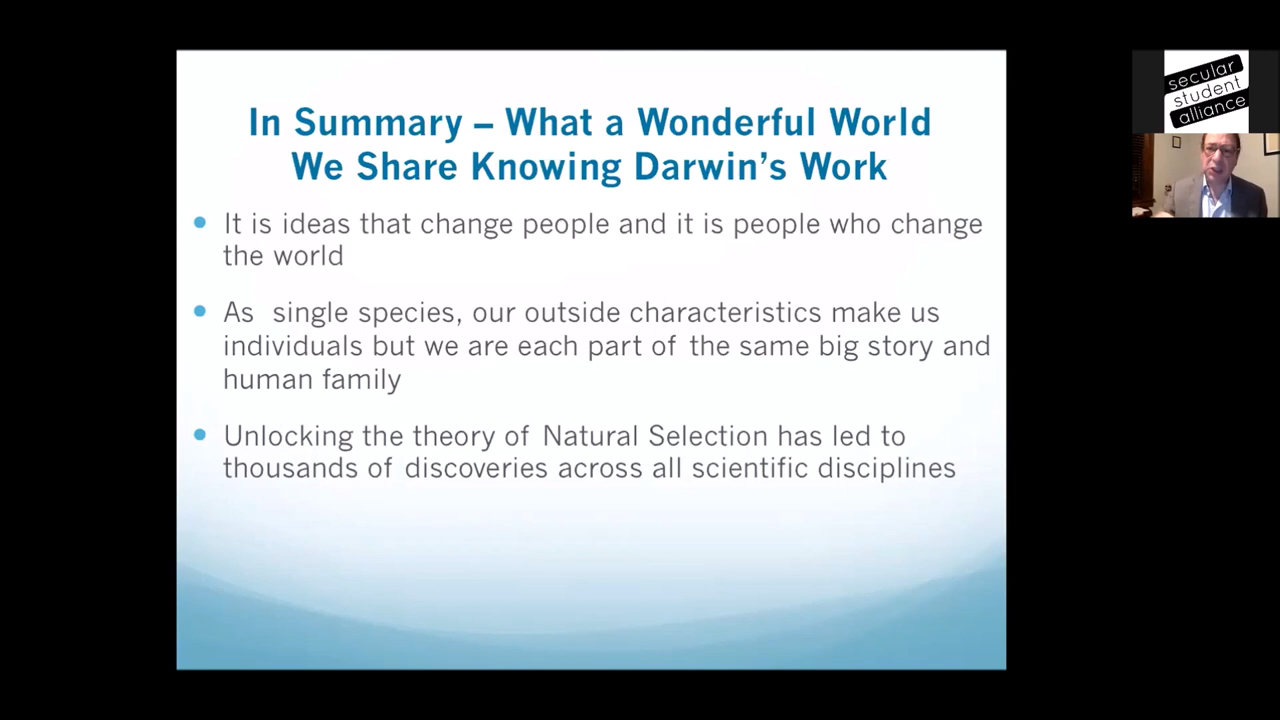 In Summary – What a Wonderful World
We Share Knowing Darwin's Work
It is ideas that change people and it is people who change
the world
As single species, our outside characteristics make us
individuals but we are each part of the same big story and
human family
Unlocking the theory of Natural Selection has led to
thousands of discoveries across all scientific disciplines
secular
student
alliance